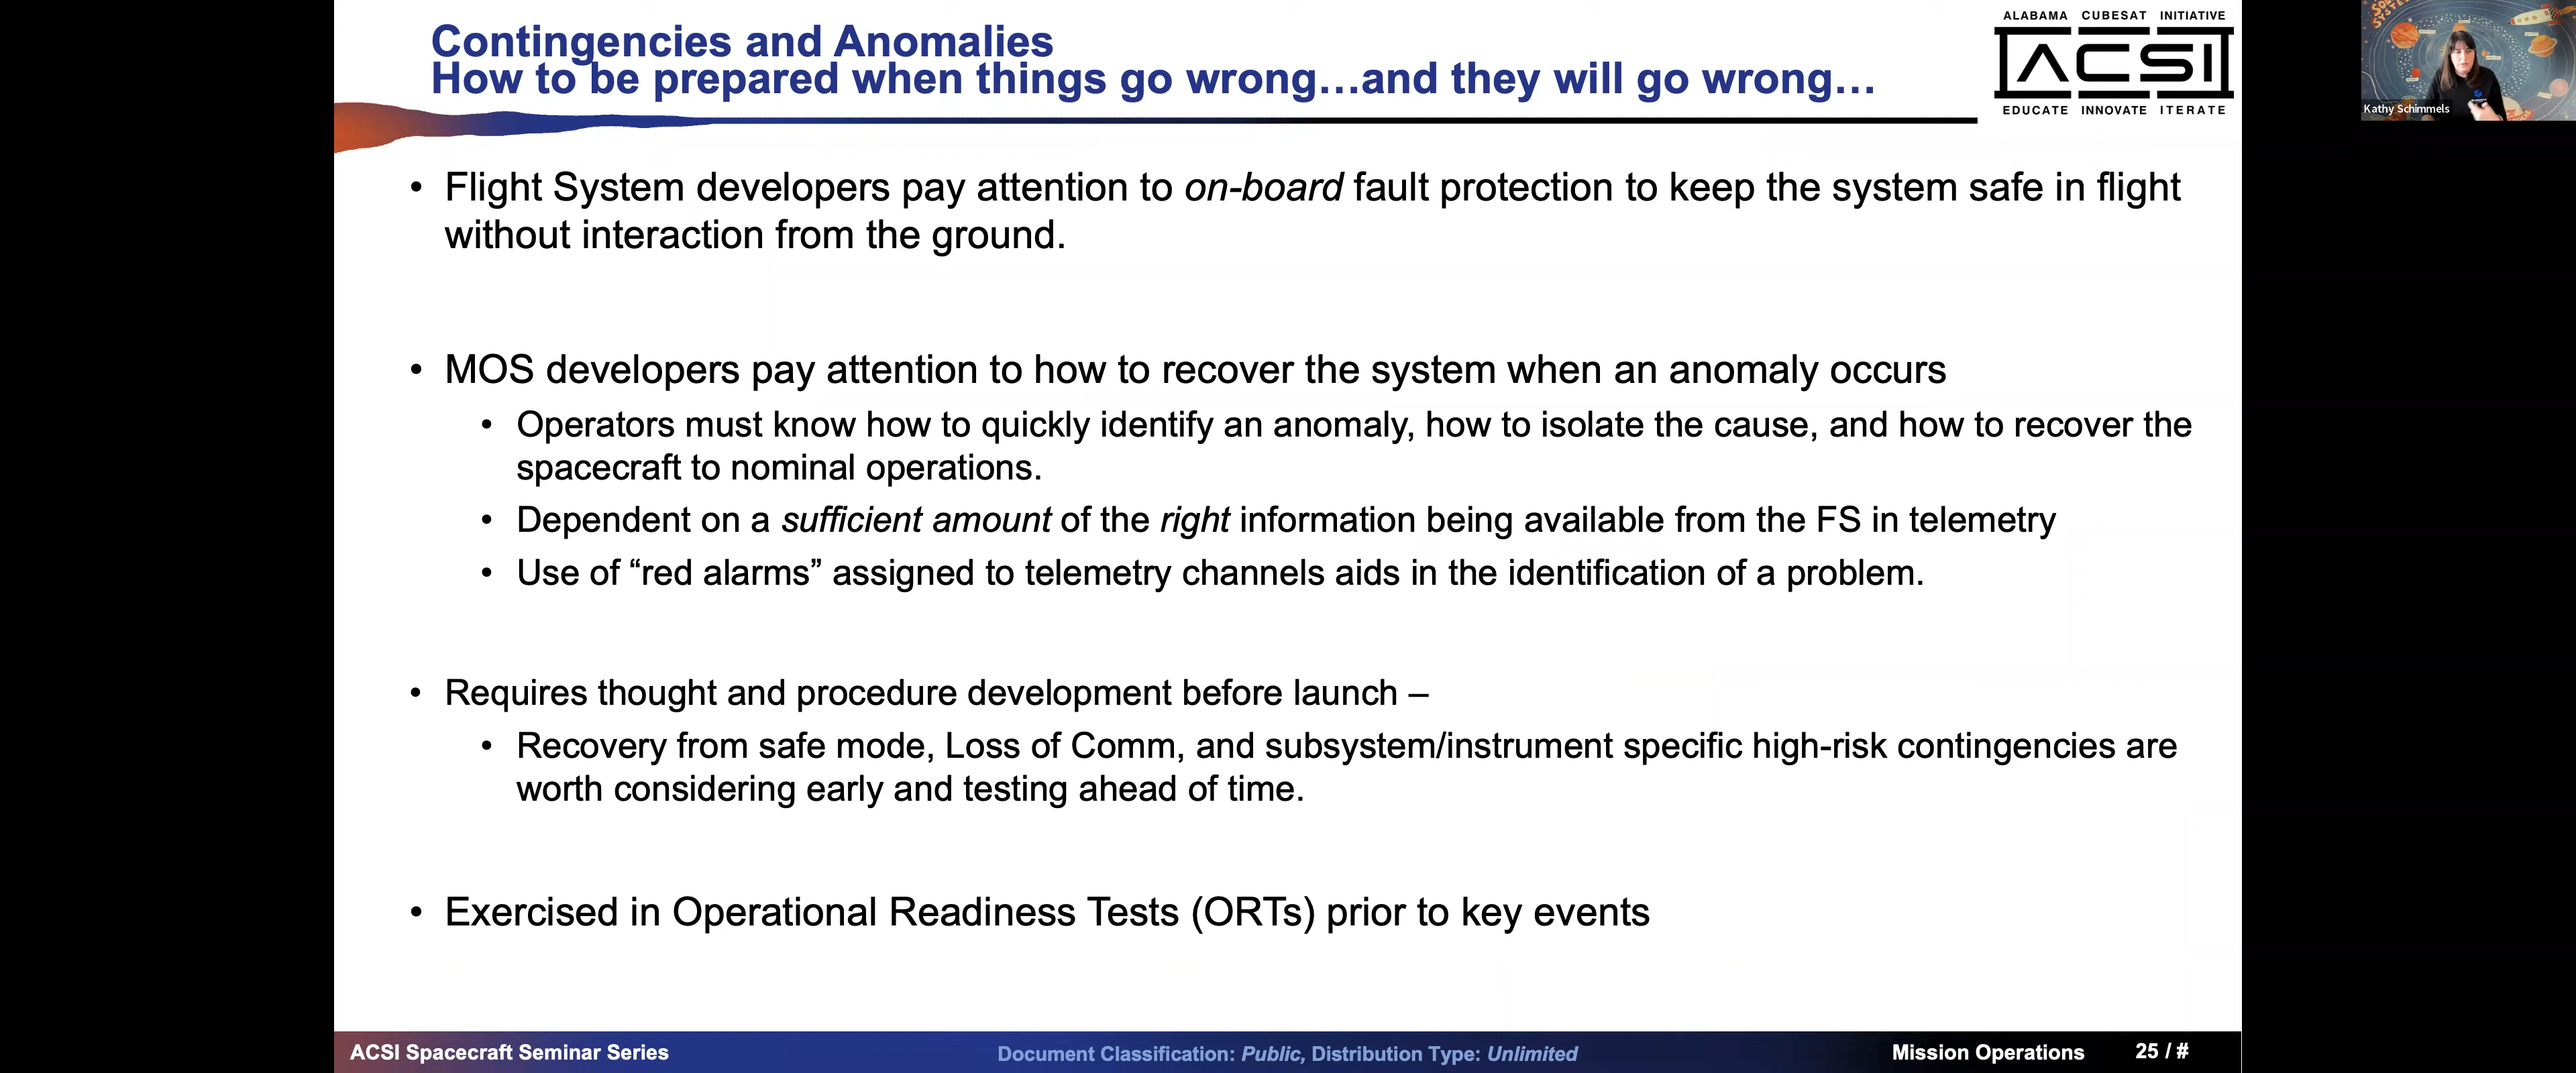 Contingencies and Anomalies
How to be prepared when things go wrong…and they will go wrong…
ALABAMA CUBESAT INITIATIVE
ACSI
EDUCATE INNOVATE ITERATE
Kathy Schimmels
• Flight System developers pay attention to on-board fault protection to keep the system safe in flight
without interaction from the ground.
• MOS developers pay attention to how to recover the system when an anomaly occurs
• Operators must know how to quickly identify an anomaly, how to isolate the cause, and how to recover the
spacecraft to nominal operations.
• Dependent on a sufficient amount of the right information being available from the FS in telemetry
• Use of “red alarms” assigned to telemetry channels aids in the identification of a problem.
• Requires thought and procedure development before launch –
• Recovery from safe mode, Loss of Comm, and subsystem/instrument specific high-risk contingencies are
worth considering early and testing ahead of time.
• Exercised in Operational Readiness Tests (ORTs) prior to key events
ACSI Spacecraft Seminar Series
Document Classification: Public, Distribution Type: Unlimited
Mission Operations
25 / #